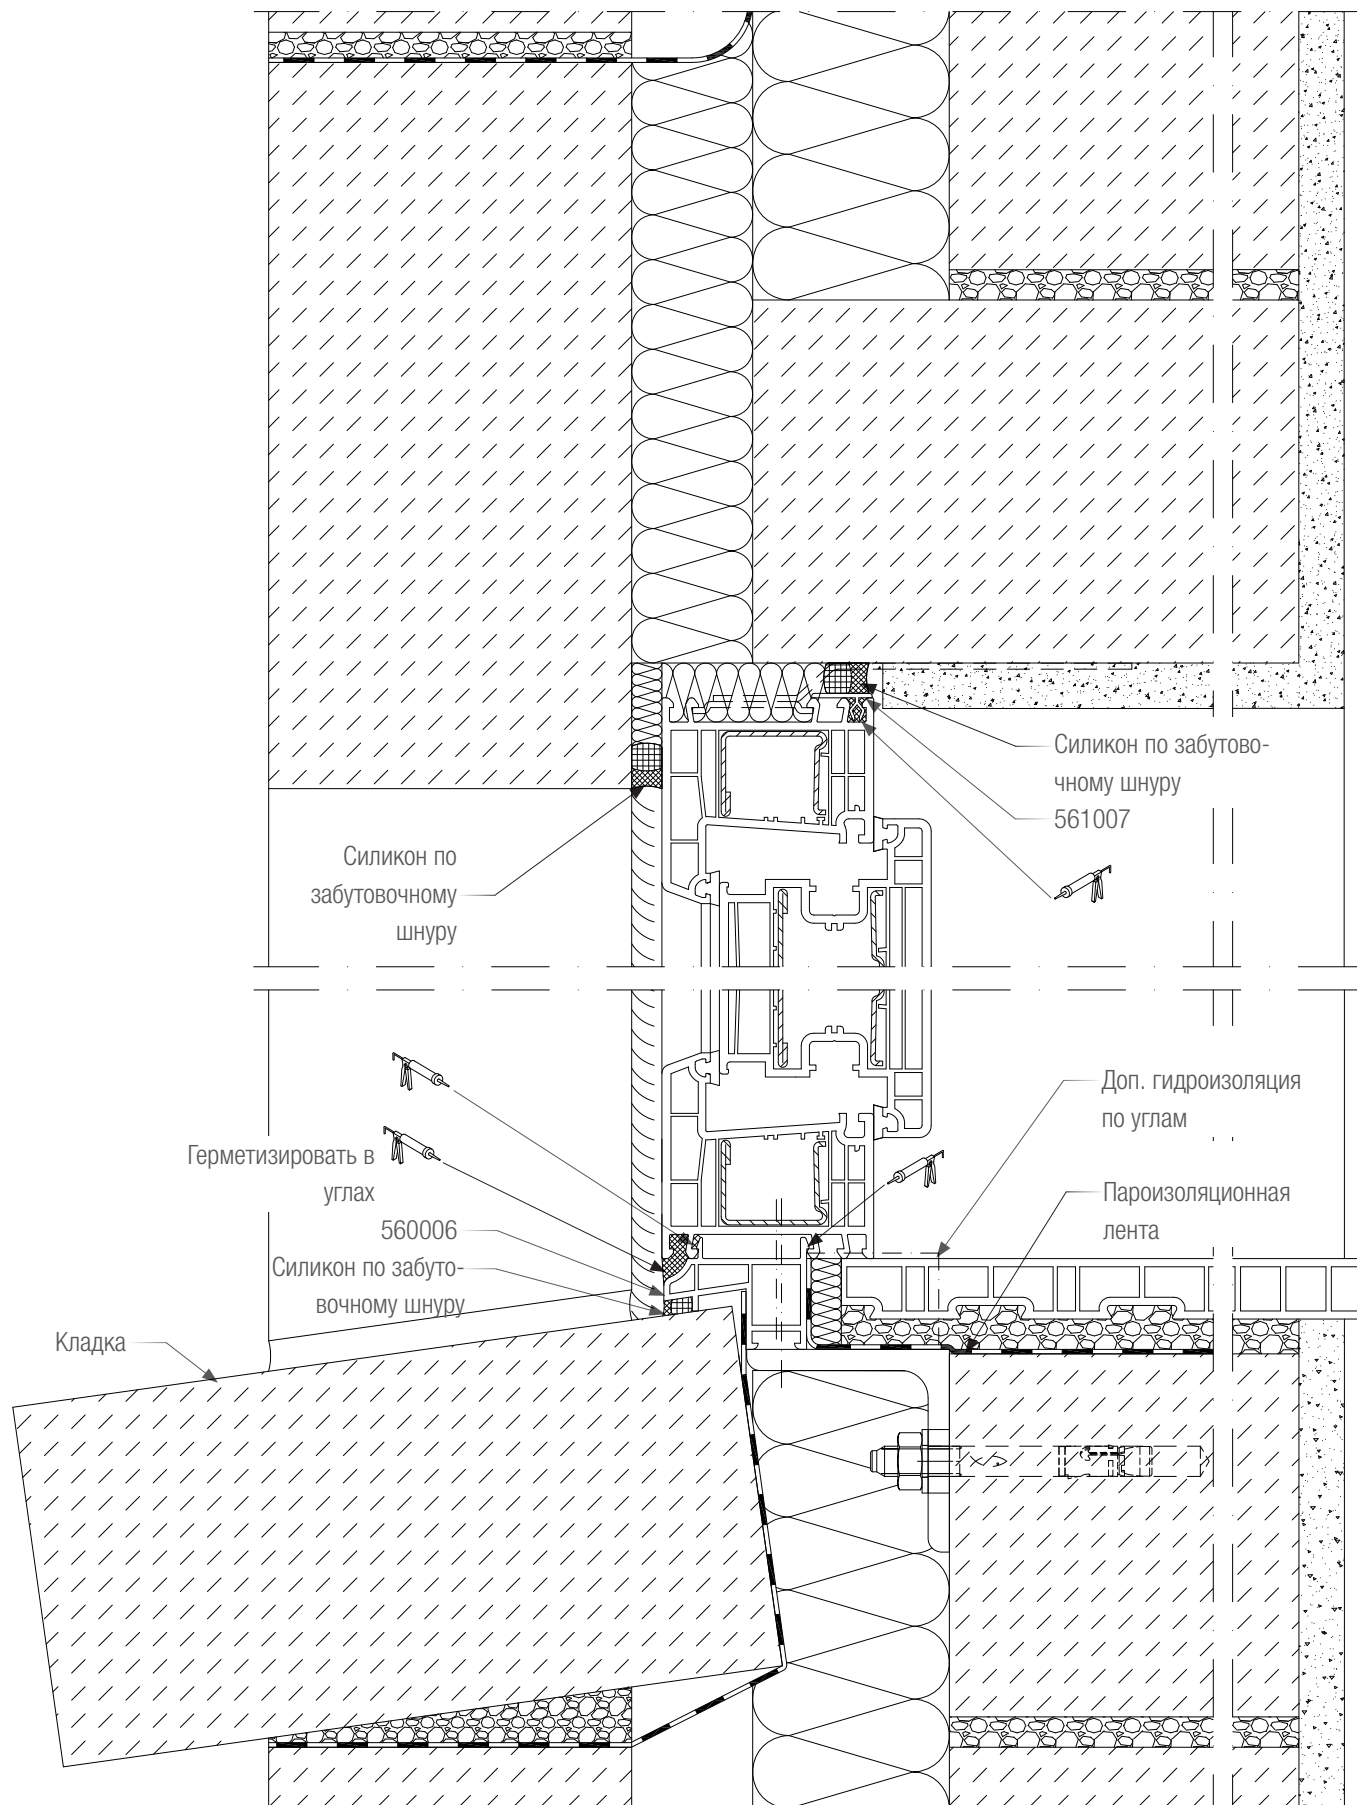 Силикон по забутово-
чному шнуру
561007
Силикон по
забутовочному
шнуру
Доп. гидроизоляция
по углам
Герметизировать в
углах
560006
Силикон по забуто-
вочному шнуру
Пароизоляционная
лента
Кладка